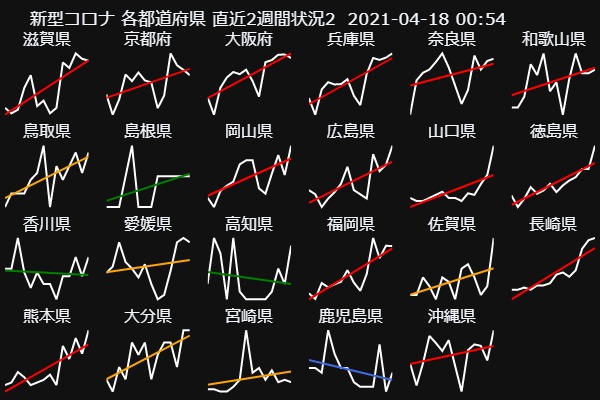 新型コロナ 各都道府県 直近2週間状況2 2021-04-18 00:54
滋賀県 京都府 大阪府 兵庫県 奈良県 和歌山県
鳥取県 島根県 岡山県 広島県 山口県 徳島県
香川県 愛媛県 高知県 福岡県 佐賀県 長崎県
熊本県 大分県 宮崎県 鹿児島県 沖縄県